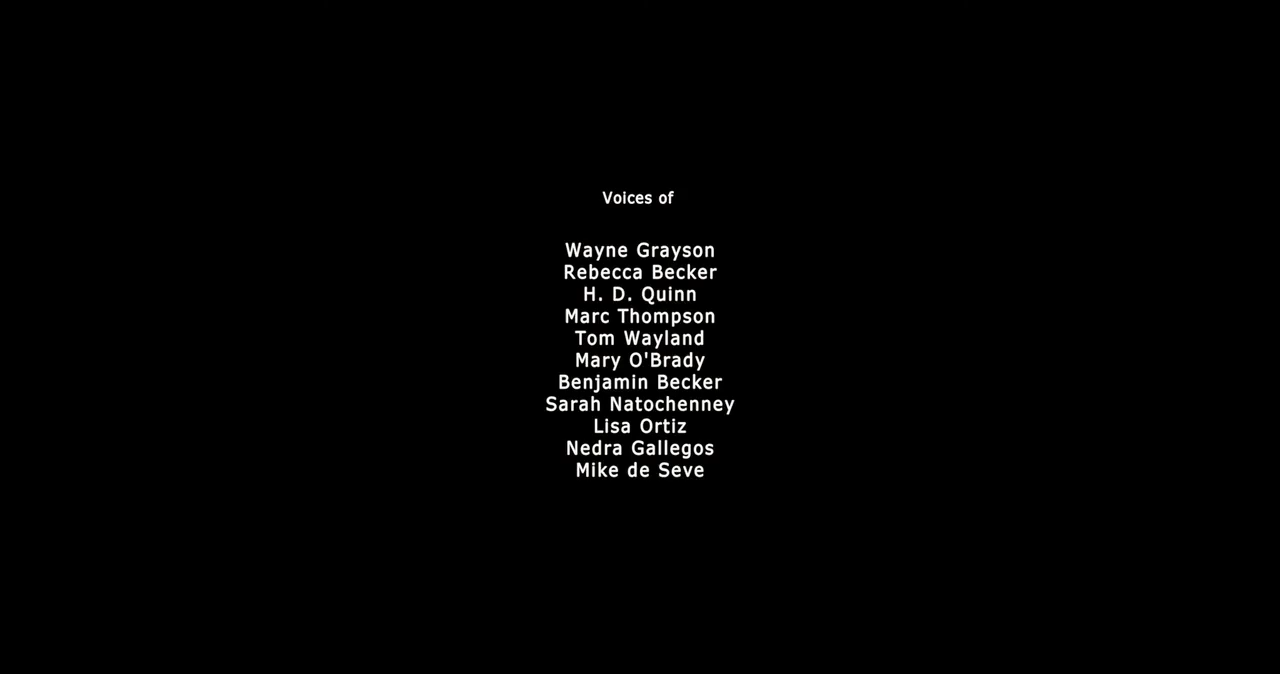 Voices of
Wayne Grayson
Rebecca Becker
H. D. Quinn
Marc Thompson
Tom Wayland
Mary O'Brady
Benjamin Becker
Sarah Natochenney
Lisa Ortiz
Nedra Gallegos
Mike de Seve